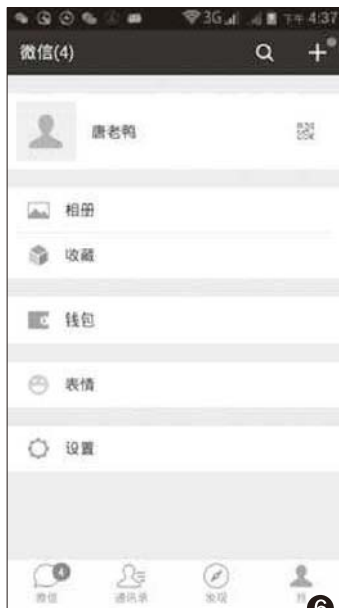 3G 下午 4:37
微信(4)
唐老鸭
相册
收藏
钱包
表情
设置
4
微信 通讯录 发现 我
6